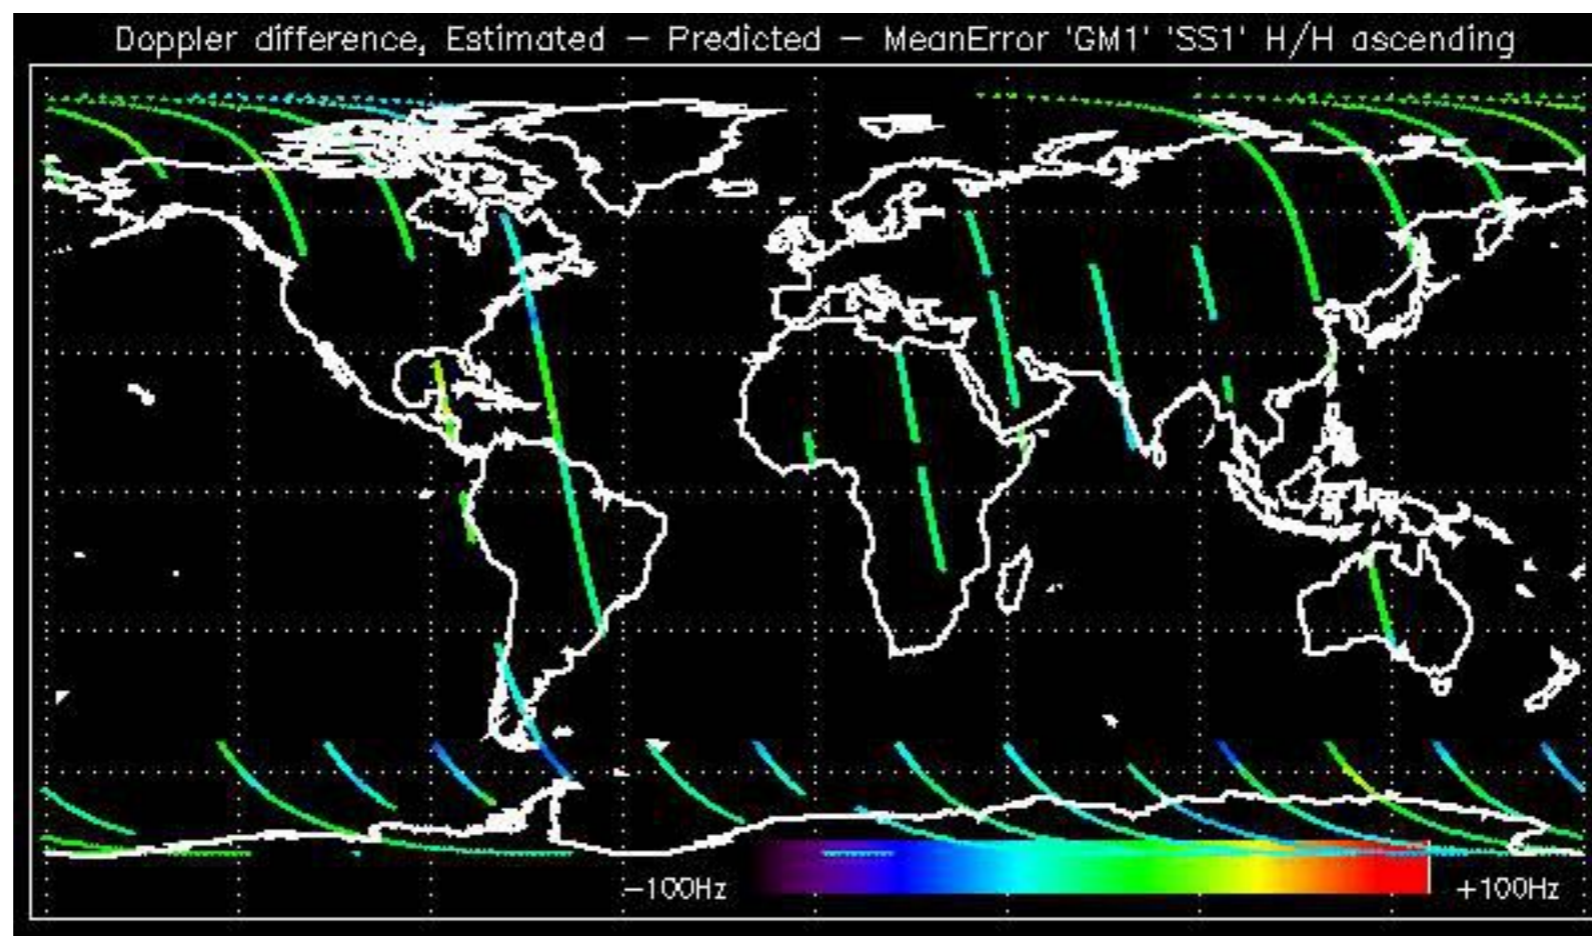 Doppler difference, Estimated — Predicted — MeanError 'GM1' 'SS1' H/H ascending
—100Hz +100Hz